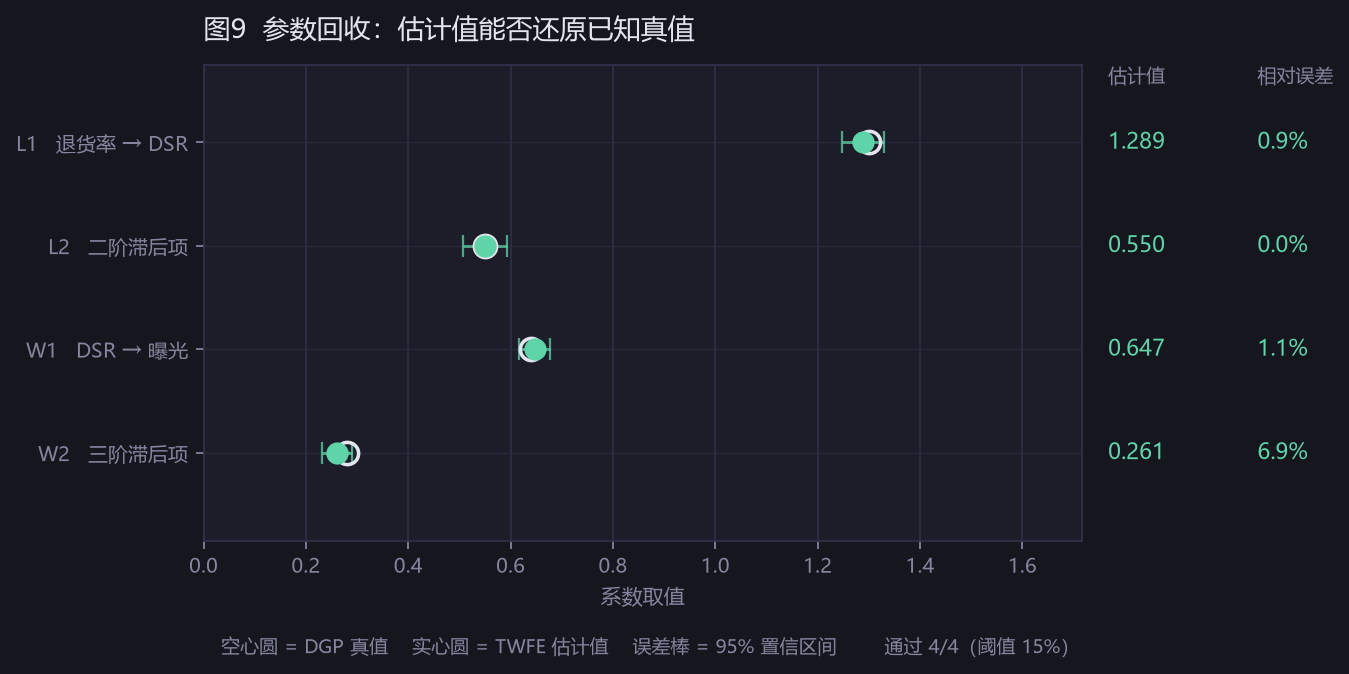 图9 参数回收：估计值能否还原已知真值
估计值 相对误差
L1 退货率 → DSR 1.289 0.9%
L2 二阶滞后项 0.550 0.0%
W1 DSR → 曝光 0.647 1.1%
W2 三阶滞后项 0.261 6.9%
0.0 0.2 0.4 0.6 0.8 1.0 1.2 1.4 1.6
系数取值
空心圆 = DGP 真值 实心圆 = TWFE 估计值 误差棒 = 95% 置信区间 通过 4/4（阈值 15%）